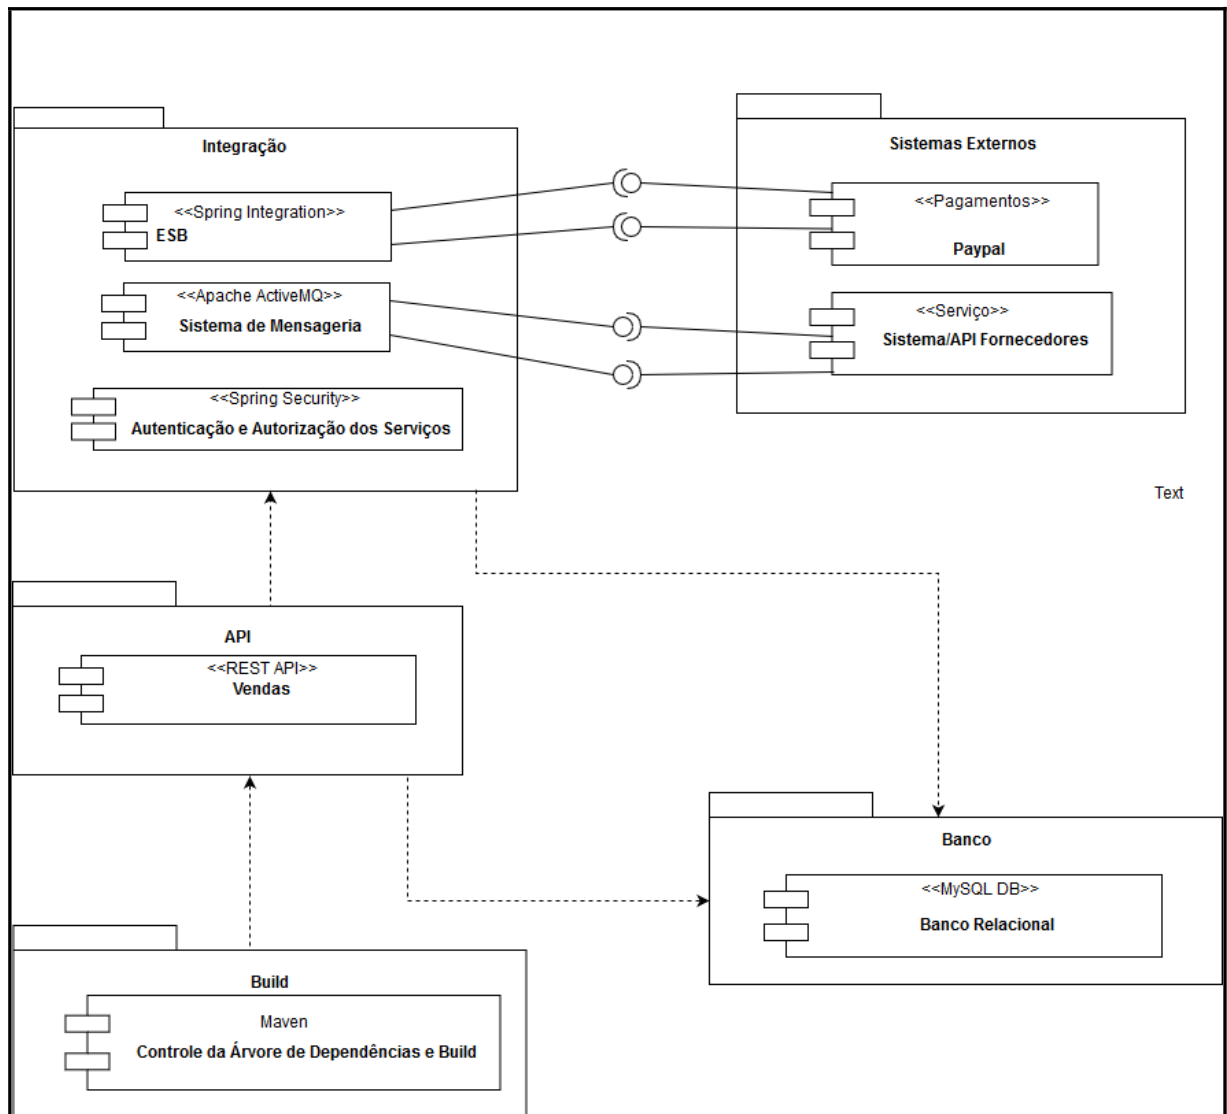 Integração
<<Spring Integration>>
ESB
<<Apache ActiveMQ>>
Sistema de Mensageria
<<Spring Security>>
Autenticação e Autorização dos Serviços
Sistemas Externos
<<Pagamentos>>
Paypal
<<Serviço>>
Sistema/API Fornecedores
Text
API
<<REST API>>
Vendas
Banco
<<MySQL DB>>
Banco Relacional
Build
Maven
Controle da Árvore de Dependências e Build